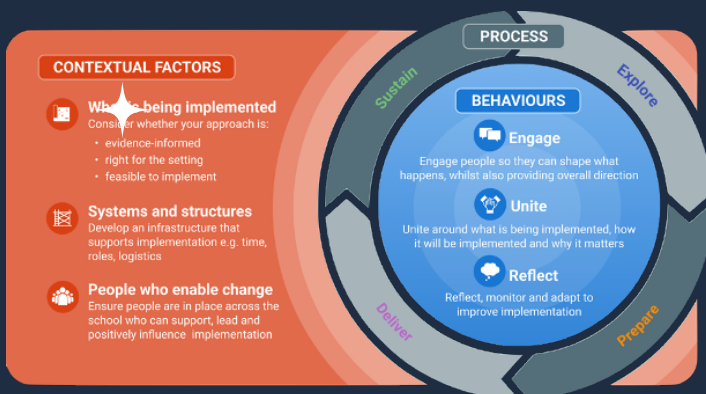 CONTEXTUAL FACTORS
being implemented
Consider whether your approach is:
• evidence-informed
• right for the setting
• feasible to implement
Systems and structures
Develop an infrastructure that
supports implementation e.g. time,
roles, logistics
People who enable change
Ensure people are in place across the
school who can support, lead and
positively influence implementation
PROCESS
Sustain
Explore
Prepare
Deliver
BEHAVIOURS
Engage
Engage people so they can shape what
happens, whilst also providing overall direction
Unite
Unite around what is being implemented, how
it will be implemented and why it matters
Reflect
Reflect, monitor and adapt to
improve implementation